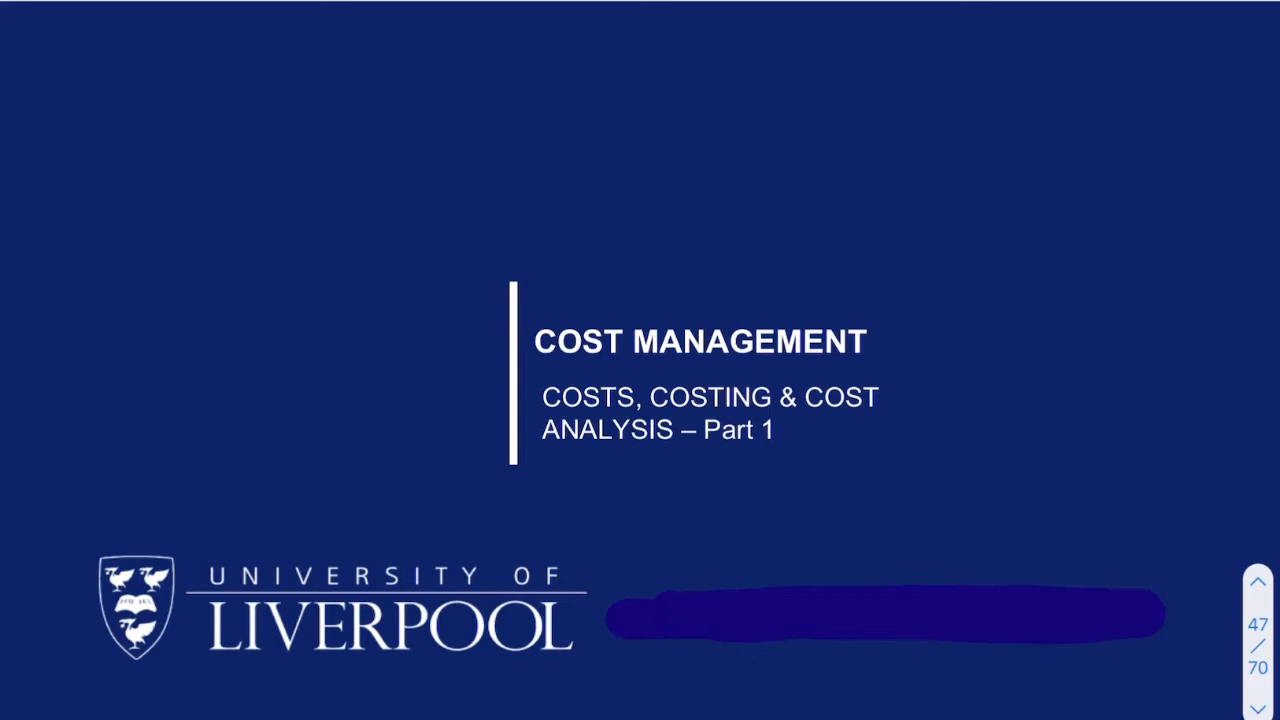 COST MANAGEMENT
COSTS, COSTING & COST
ANALYSIS – Part 1
UNIVERSITY OF
LIVERPOOL
47
/
70